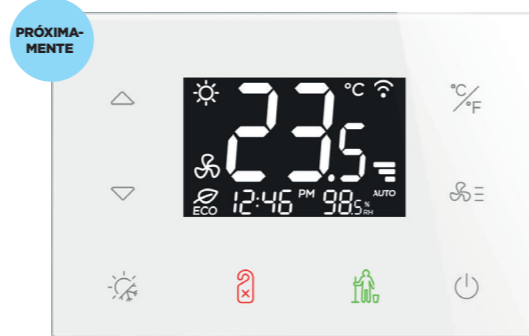 PRÓXIMA-
MENTE
°C
23.5
°C/°F
AUTO
ECO 12:46 PM 98.5% RH